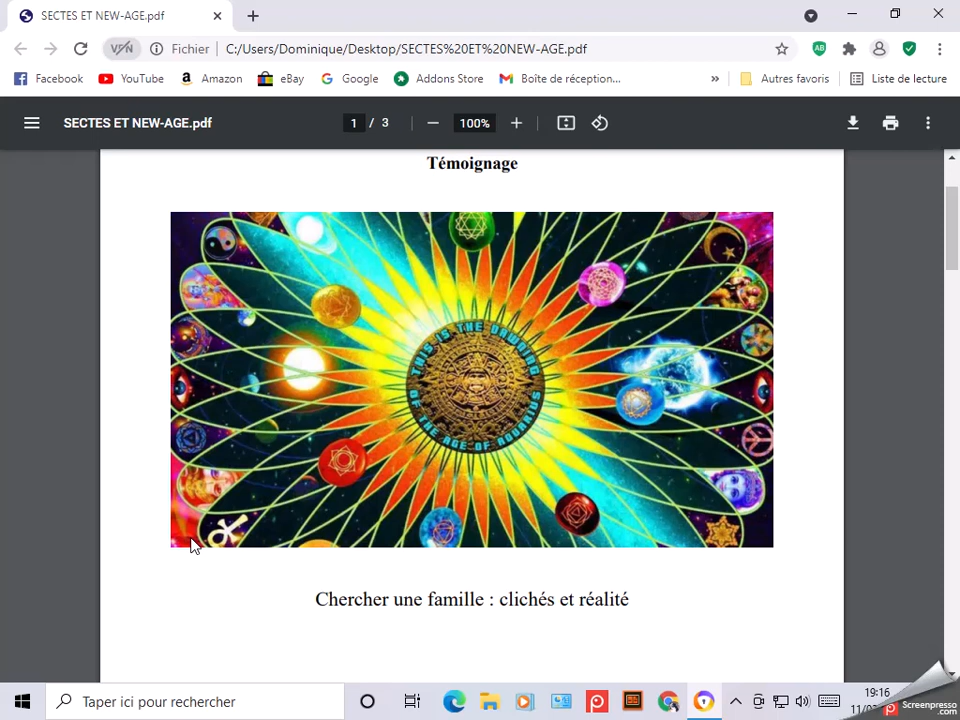 SECTES ET NEW-AGE.pdf
VPN Fichier C:/Users/Dominique/Desktop/SECTES%20ET%20NEW-AGE.pdf AB
Facebook YouTube Amazon eBay Google Addons Store Boîte de réception... » Autres favoris Liste de lecture
SECTES ET NEW-AGE.pdf 1 / 3 100%
Témoignage
THIS IS THE DAWNING
OF THE AGE OF AQUARIUS
Chercher une famille : clichés et réalité
Taper ici pour rechercher
19:16
Screenpresso
.com